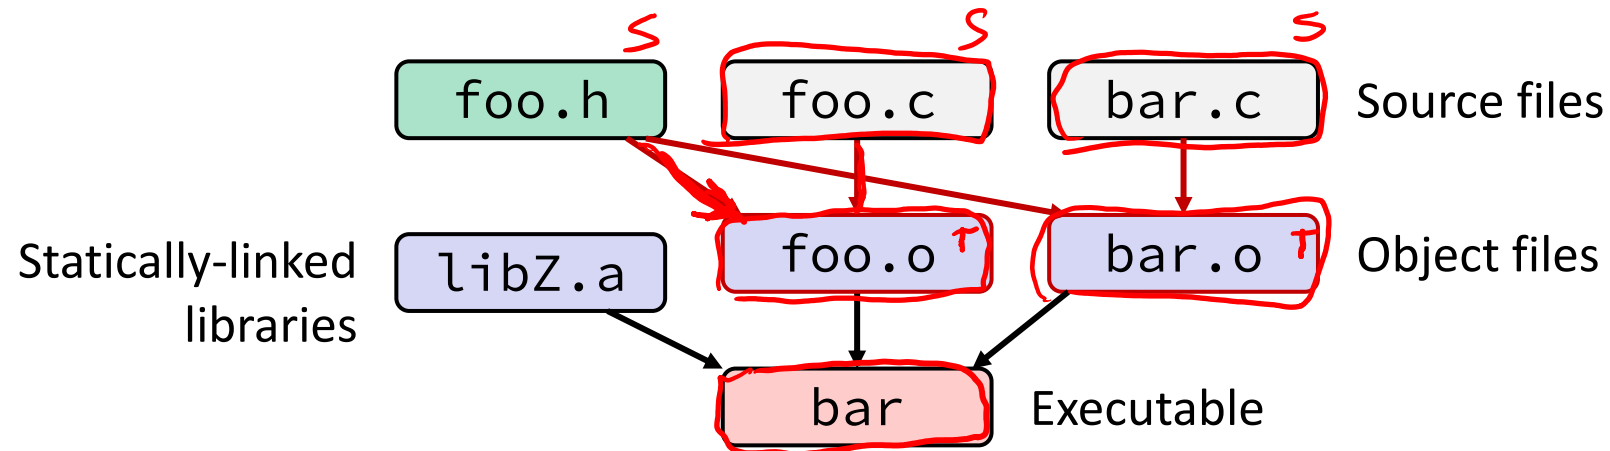 S S S
foo.h foo.c bar.c Source files
Statically-linked
libraries
libZ.a foo.o T bar.o T Object files
bar Executable